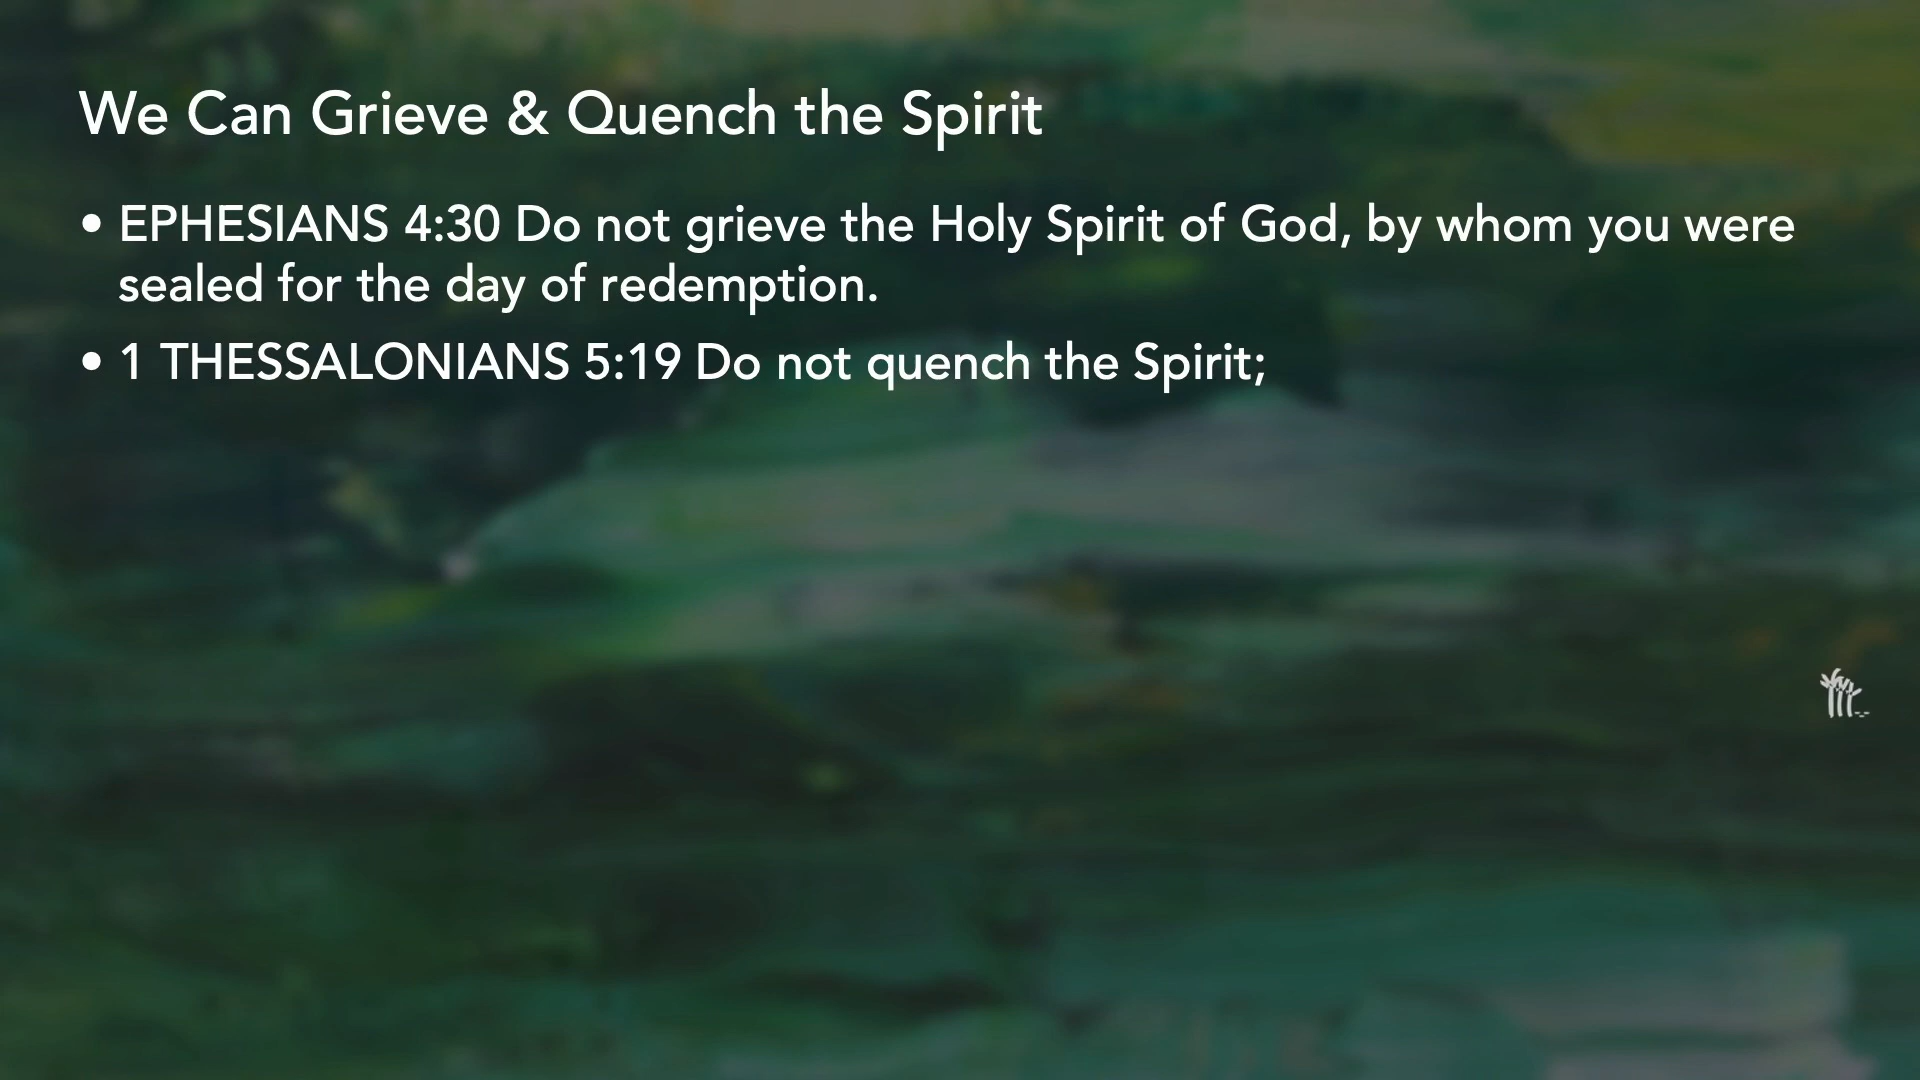 We Can Grieve & Quench the Spirit
• EPHESIANS 4:30 Do not grieve the Holy Spirit of God, by whom you were
sealed for the day of redemption.
• 1 THESSALONIANS 5:19 Do not quench the Spirit;